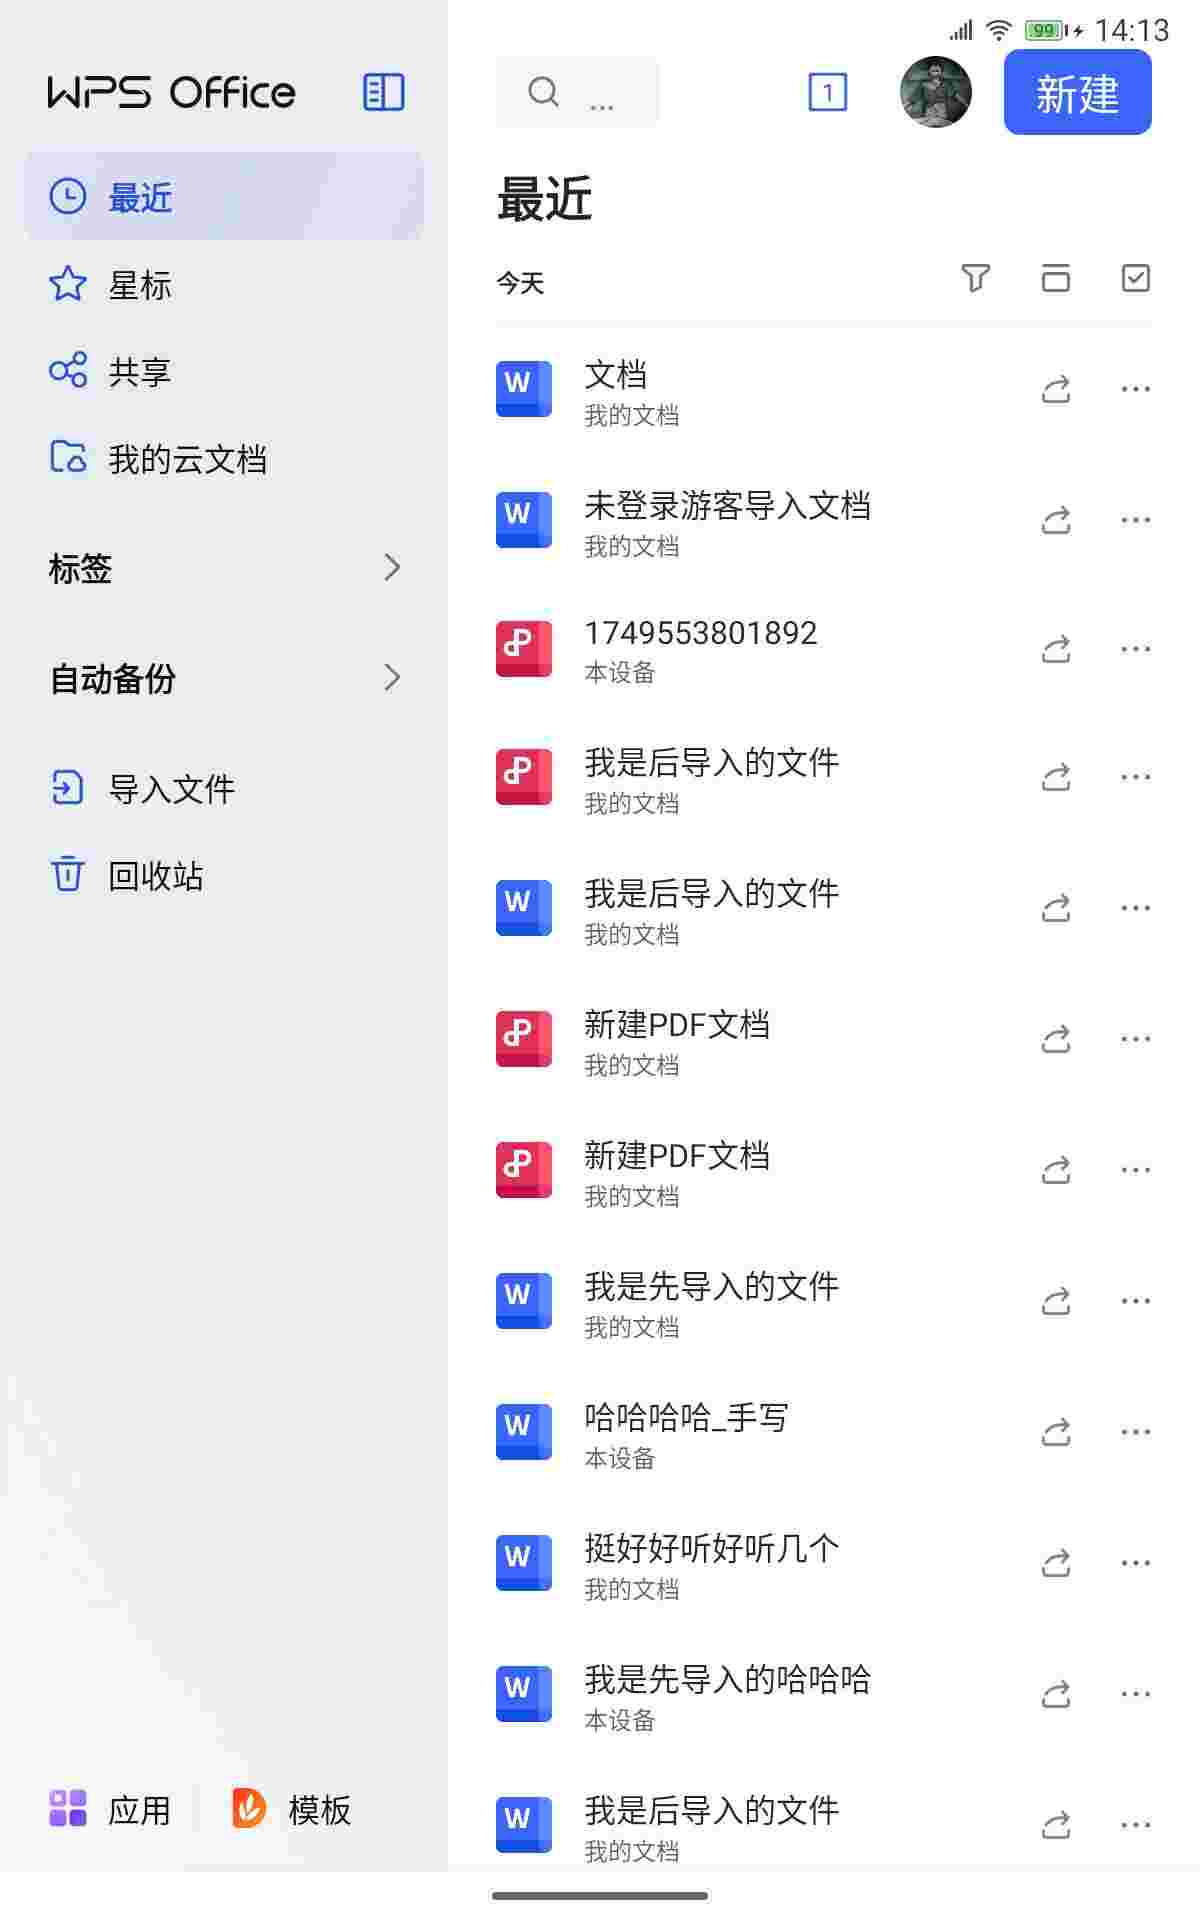 99 14:13
WPS Office
... 1 新建
最近
星标
共享
我的云文档
标签
自动备份
导入文件
回收站
应用 模板
最近
今天
文档
我的文档
未登录游客导入文档
我的文档
1749553801892
本设备
我是后导入的文件
我的文档
我是后导入的文件
我的文档
新建PDF文档
我的文档
新建PDF文档
我的文档
我是先导入的文件
我的文档
哈哈哈哈_手写
本设备
挺好好听好听几个
我的文档
我是先导入的哈哈哈
本设备
我是后导入的文件
我的文档